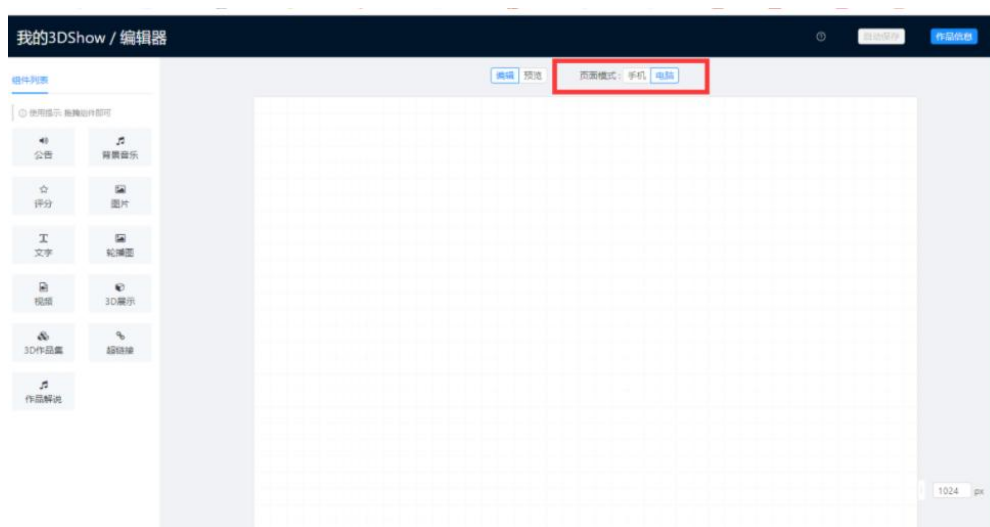 我的3DShow / 编辑器
自动保存
作品信息
组件列表
编辑 预览
页面模式: 手机 电脑
使用提示: 拖拽组件即可
公告 背景音乐
评分 图片
文字 轮播图
视频 3D展示
3D作品集 超链接
作品解说
1024 px